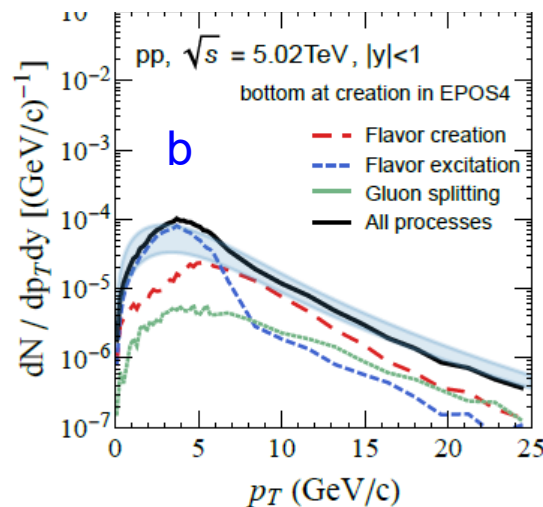 pp, √s = 5.02TeV, |y|<1
bottom at creation in EPOS4
b
Flavor creation
Flavor excitation
Gluon splitting
All processes
dN / dp_T dy [(GeV/c)⁻¹]
10⁻²
10⁻³
10⁻⁴
10⁻⁵
10⁻⁶
10⁻⁷
0 5 10 15 20 25
p_T (GeV/c)